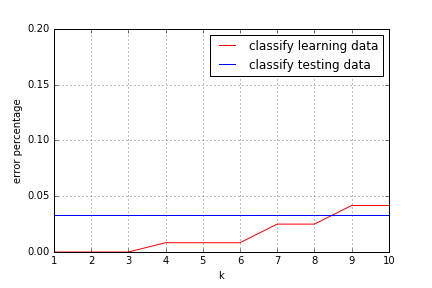 0.20
classify learning data
classify testing data
0.15
0.10
0.05
0.00
error percentage
1 2 3 4 5 6 7 8 9 10
k